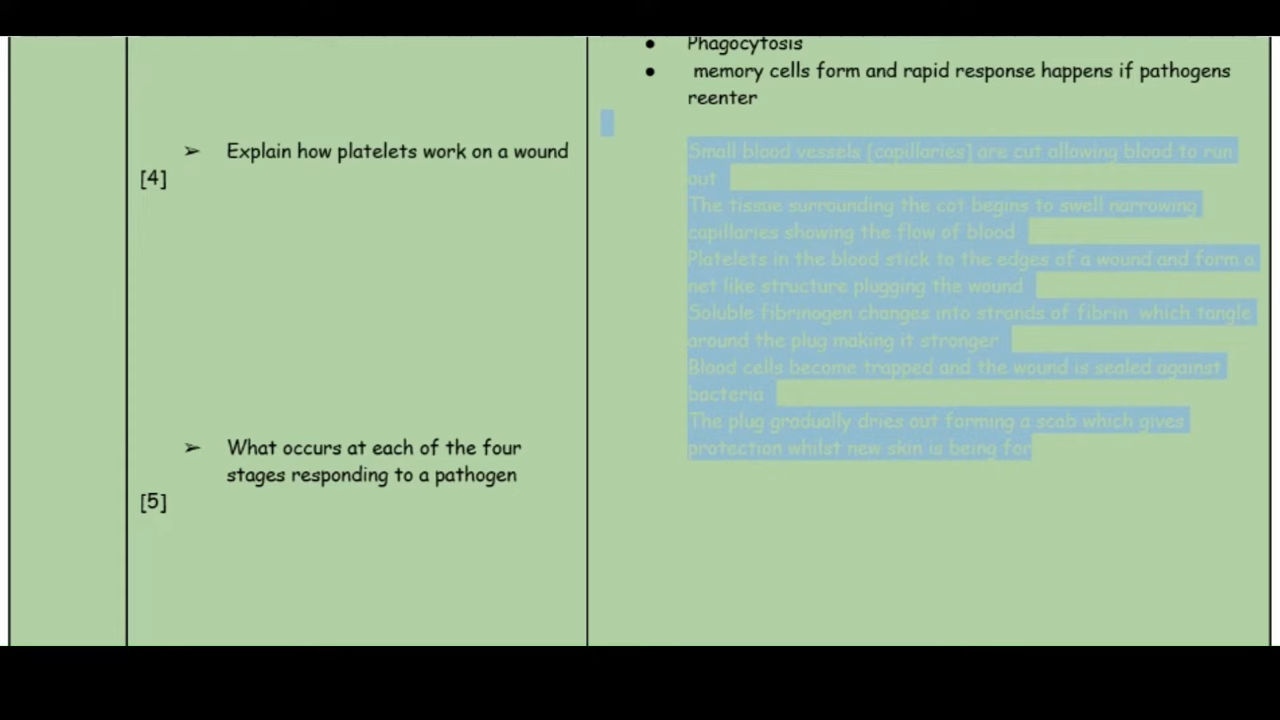 Phagocytosis
memory cells form and rapid response happens if pathogens
reenter
➢ Explain how platelets work on a wound
[4]
Small blood vessels [capillaries] are cut allowing blood to run
out
The tissue surrounding the cot begins to swell narrowing
capillaries showing the flow of blood
Platelets in the blood stick to the edges of a wound and form a
net like structure plugging the wound
Soluble fibrinogen changes into strands of fibrin which tangle
around the plug making it stronger
Blood cells become trapped and the wound is sealed against
bacteria
The plug gradually dries out forming a scab which gives
protection whilst new skin is being for
➢ What occurs at each of the four
stages responding to a pathogen
[5]